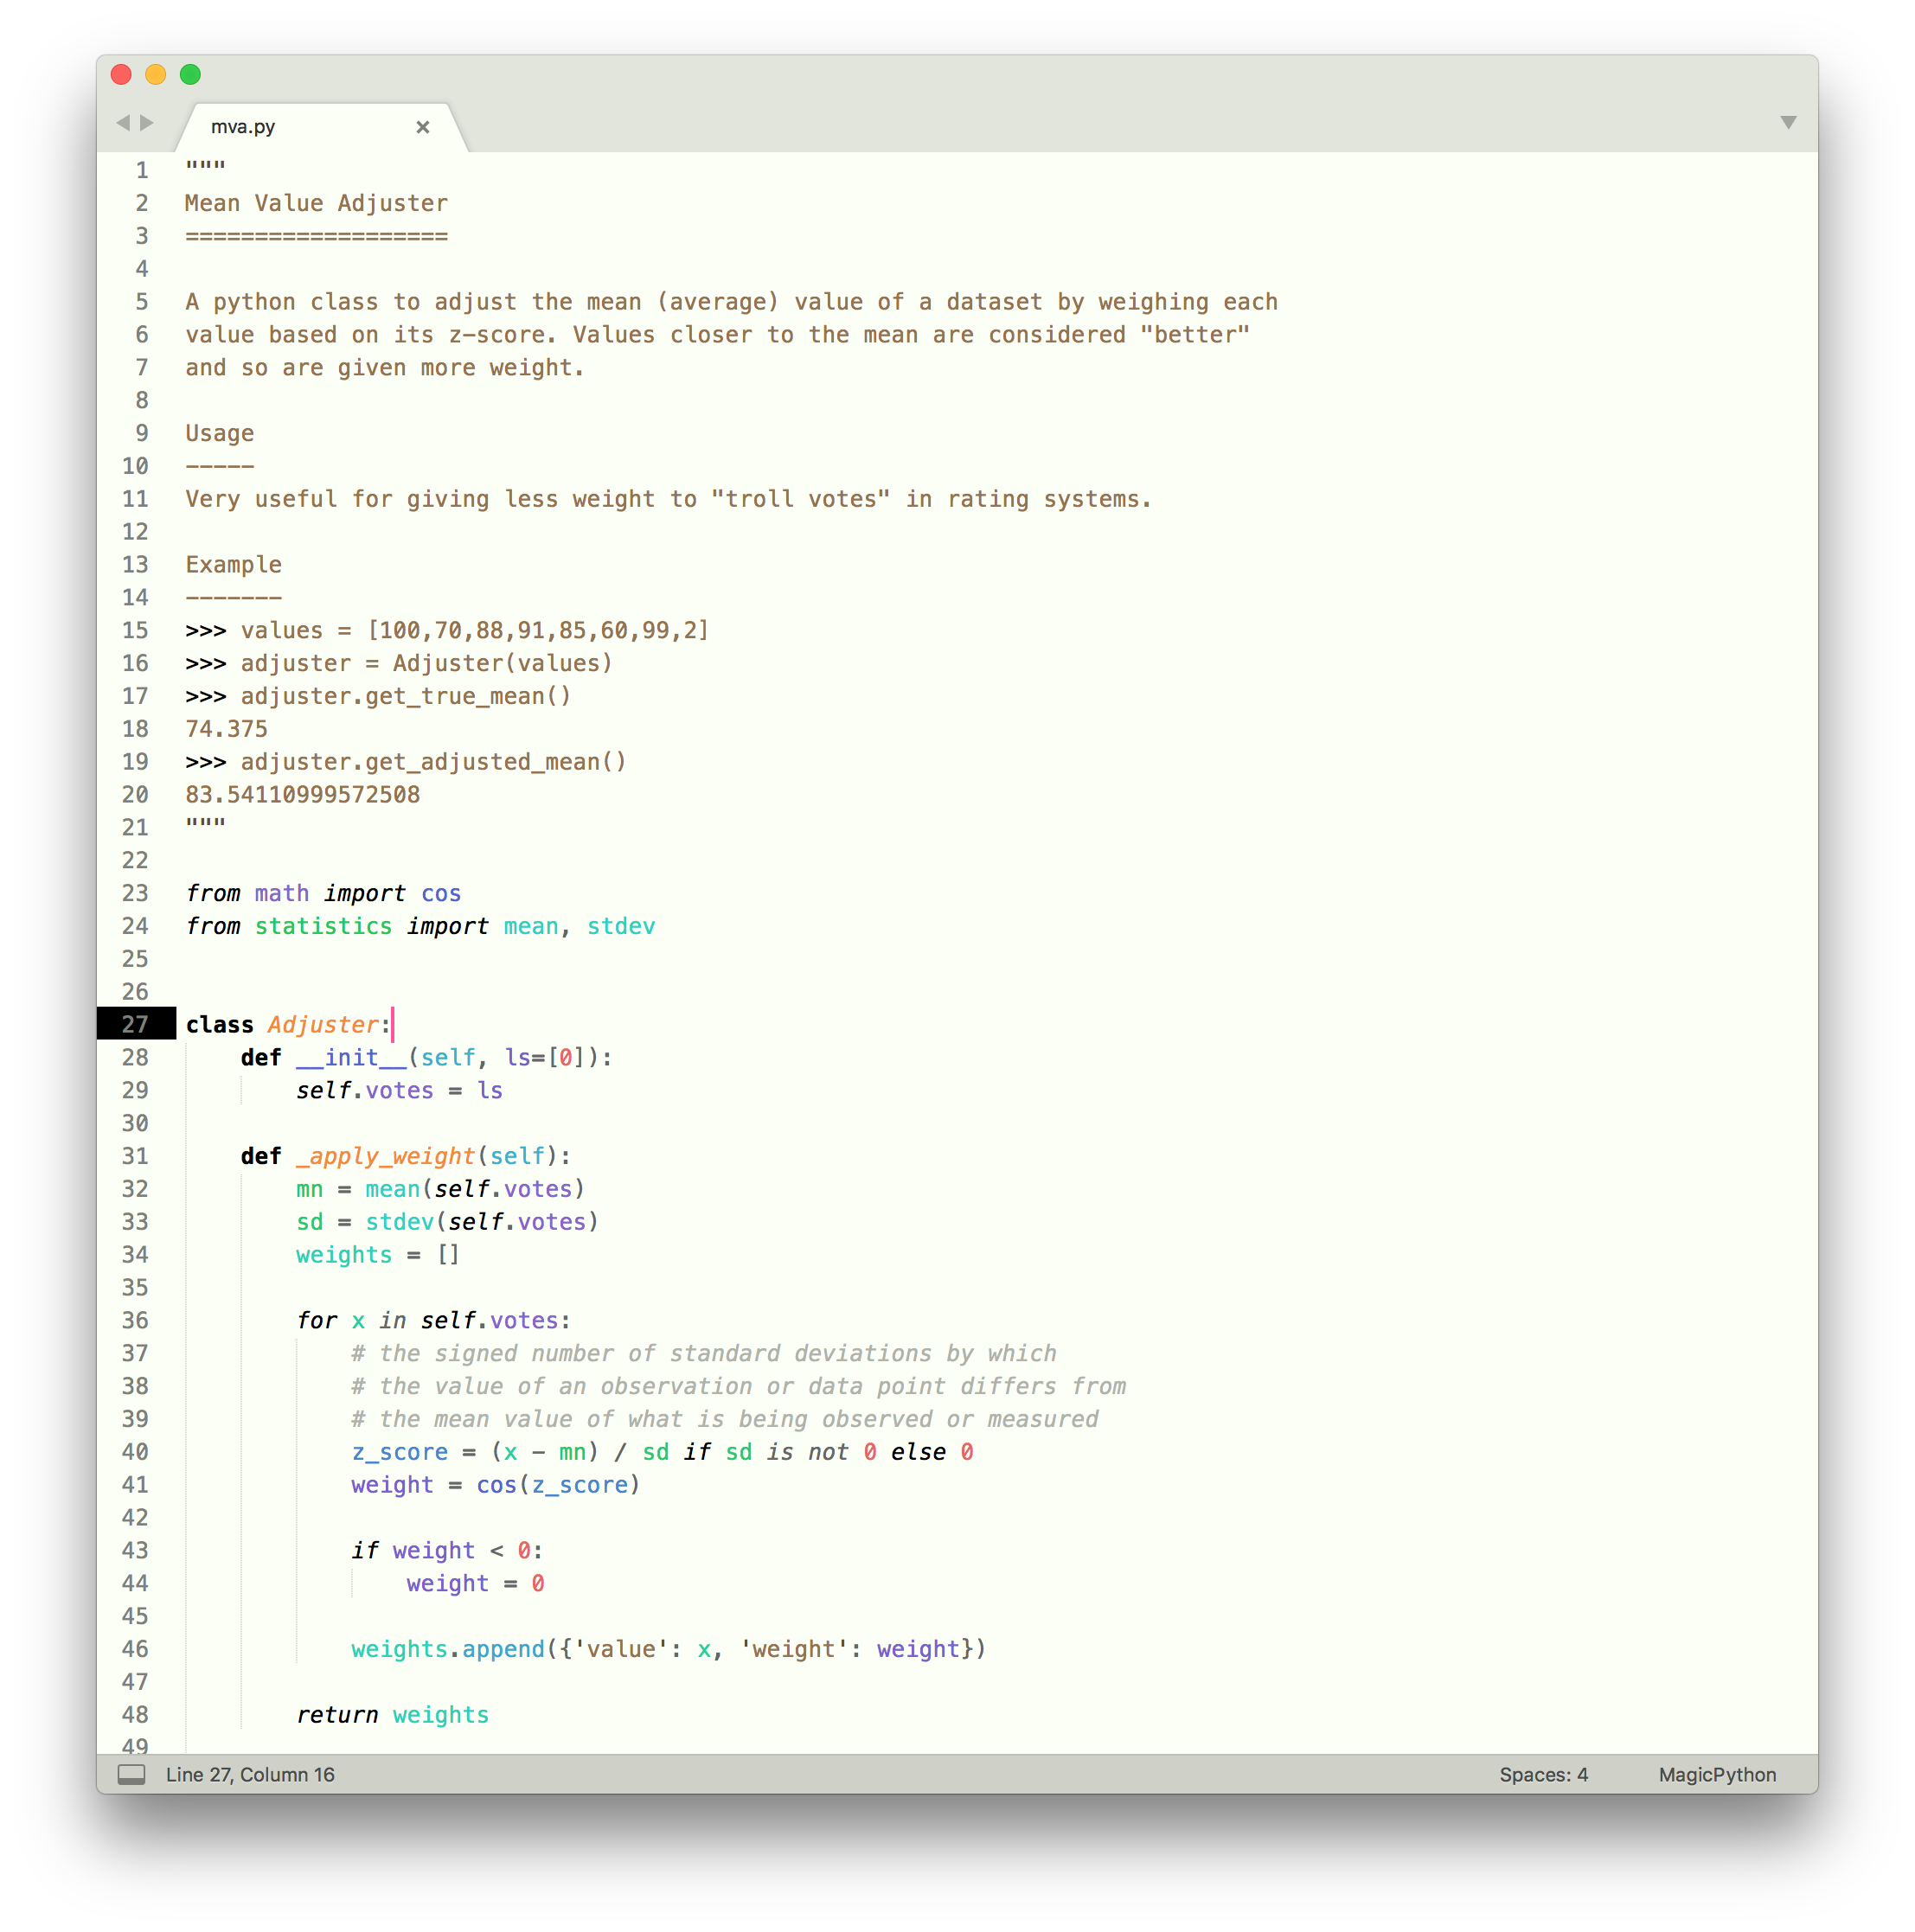 mva.py
1 """
2 Mean Value Adjuster
3 ===================
4
5 A python class to adjust the mean (average) value of a dataset by weighing each
6 value based on its z-score. Values closer to the mean are considered "better"
7 and so are given more weight.
8
9 Usage
10 -----
11 Very useful for giving less weight to "troll votes" in rating systems.
12
13 Example
14 -------
15 >>> values = [100,70,88,91,85,60,99,2]
16 >>> adjuster = Adjuster(values)
17 >>> adjuster.get_true_mean()
18 74.375
19 >>> adjuster.get_adjusted_mean()
20 83.54110999572508
21 """
22
23 from math import cos
24 from statistics import mean, stdev
25
26
27 class Adjuster:
28     def __init__(self, ls=[0]):
29         self.votes = ls
30
31     def _apply_weight(self):
32         mn = mean(self.votes)
33         sd = stdev(self.votes)
34         weights = []
35
36         for x in self.votes:
37             # the signed number of standard deviations by which
38             # the value of an observation or data point differs from
39             # the mean value of what is being observed or measured
40             z_score = (x - mn) / sd if sd is not 0 else 0
41             weight = cos(z_score)
42
43             if weight < 0:
44                 weight = 0
45
46             weights.append({'value': x, 'weight': weight})
47
48         return weights
49
Line 27, Column 16 Spaces: 4 MagicPython